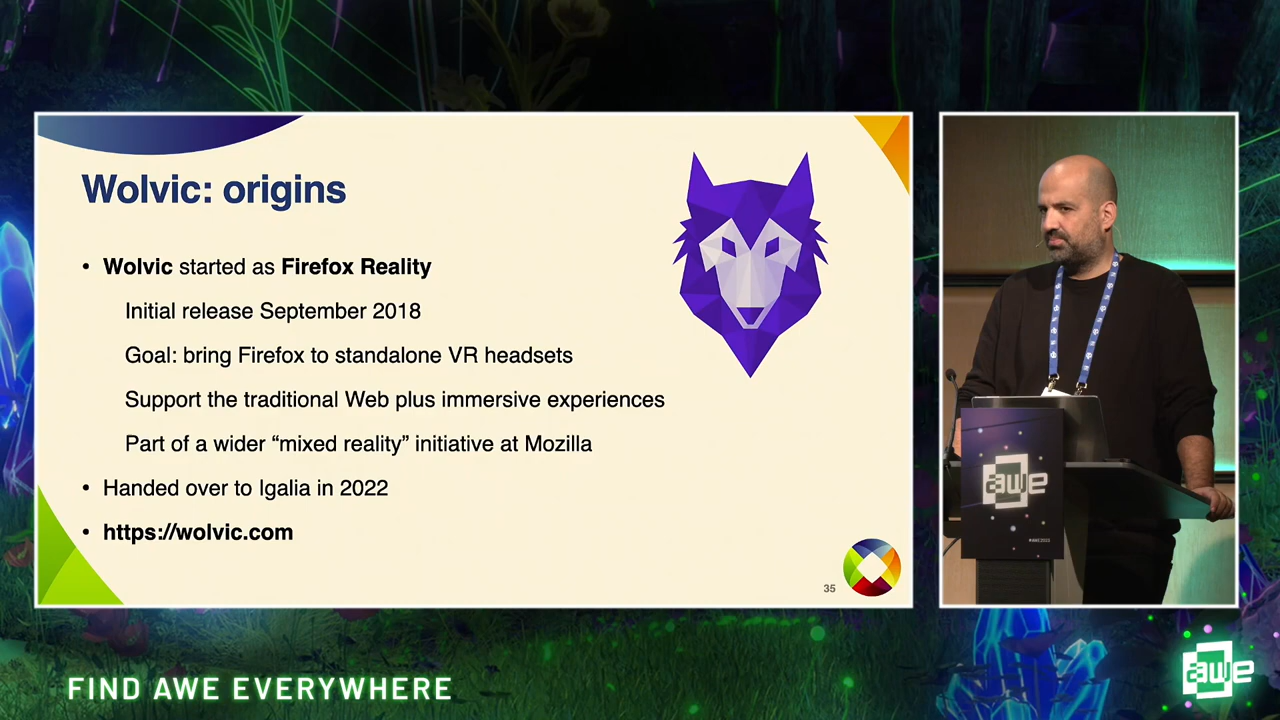 Wolvic: origins
• Wolvic started as Firefox Reality
Initial release September 2018
Goal: bring Firefox to standalone VR headsets
Support the traditional Web plus immersive experiences
Part of a wider “mixed reality” initiative at Mozilla
• Handed over to Igalia in 2022
• https://wolvic.com
35
awe
FIND AWE EVERYWHERE
awe